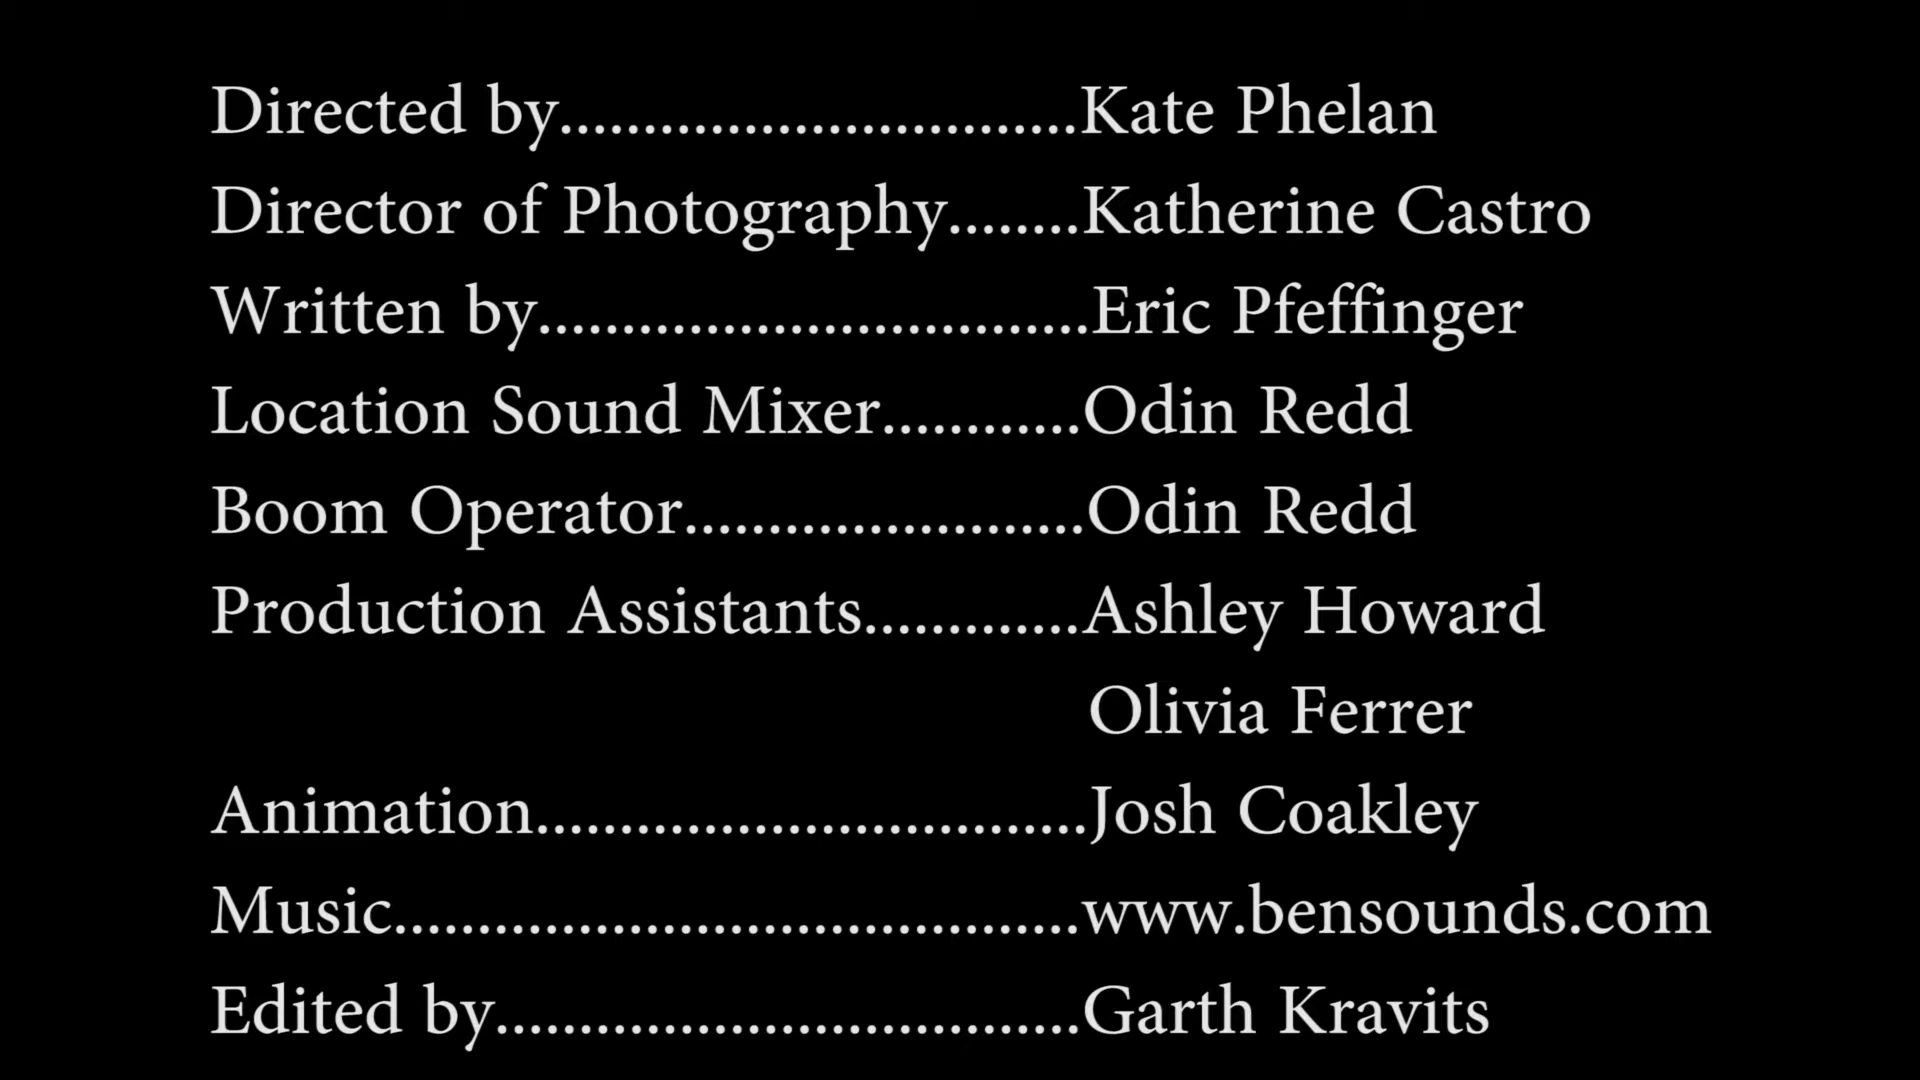 Directed by...............................Kate Phelan
Director of Photography........Katherine Castro
Written by.................................Eric Pfeffinger
Location Sound Mixer............Odin Redd
Boom Operator........................Odin Redd
Production Assistants.............Ashley Howard
Olivia Ferrer
Animation.................................Josh Coakley
Music.........................................www.bensounds.com
Edited by...................................Garth Kravits